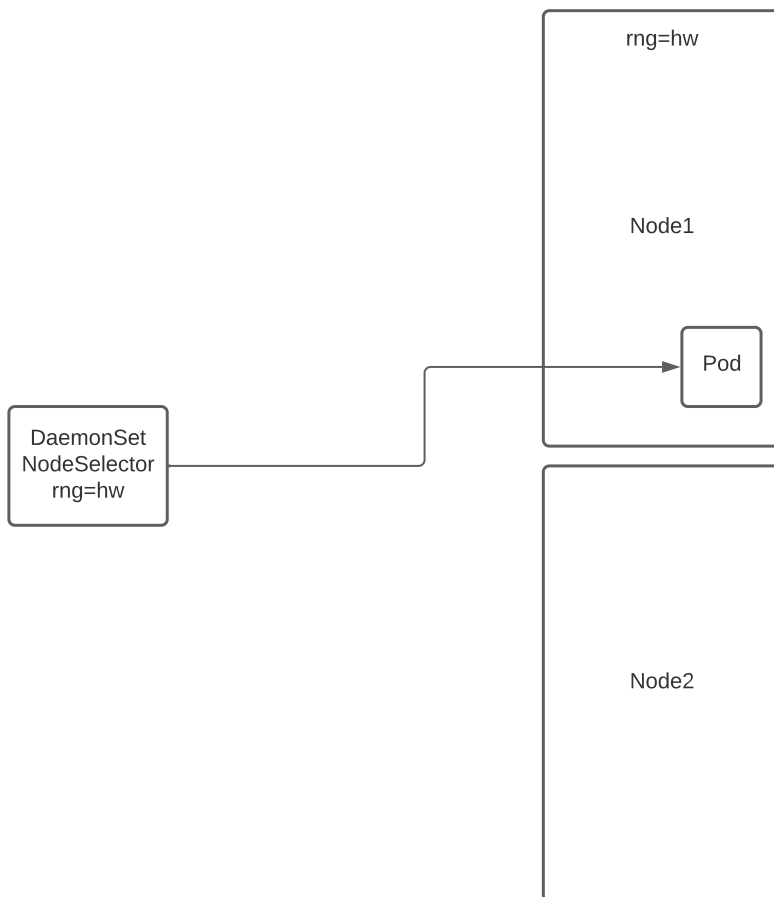 rng=hw
Node1
Pod
DaemonSet
NodeSelector
rng=hw
Node2